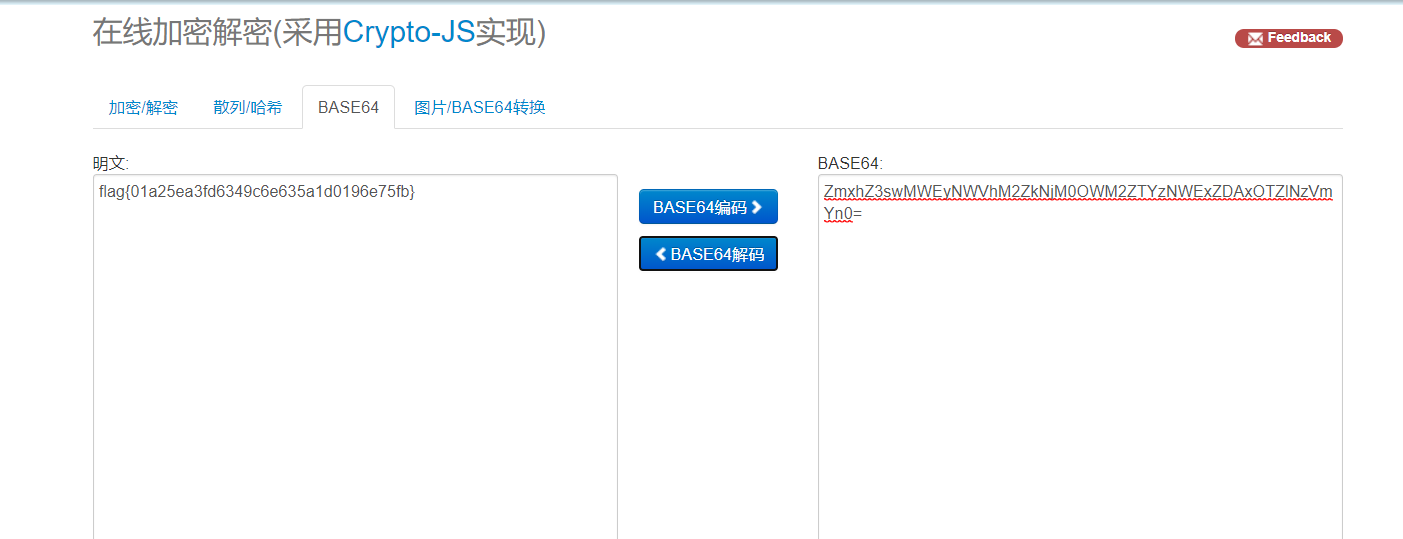 在线加密解密(采用Crypto-JS实现)
Feedback
加密/解密 散列/哈希 BASE64 图片/BASE64转换
明文:
flag{01a25ea3fd6349c6e635a1d0196e75fb}
BASE64编码
BASE64解码
BASE64:
ZmxhZ3swMWEyNWVhM2ZkNjM0OWM2ZTYzNWExZDAxOTZlNzVm
Yn0=